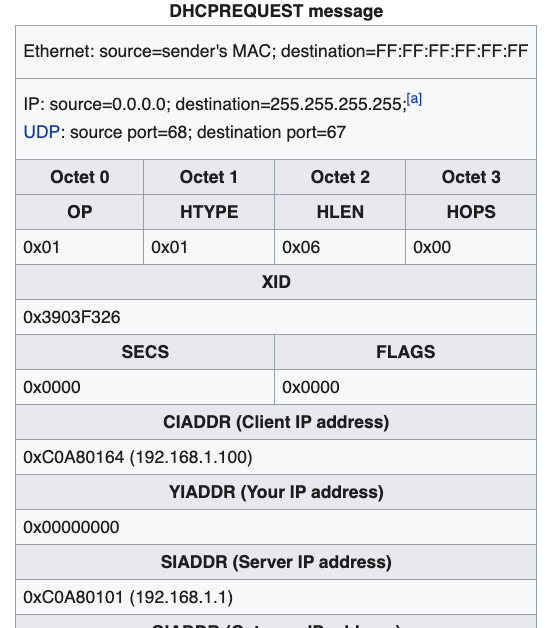 DHCPREQUEST message
Ethernet: source=sender's MAC; destination=FF:FF:FF:FF:FF:FF
IP: source=0.0.0.0; destination=255.255.255.255;[a]
UDP: source port=68; destination port=67
Octet 0 Octet 1 Octet 2 Octet 3
OP HTYPE HLEN HOPS
0x01 0x01 0x06 0x00
XID
0x3903F326
SECS FLAGS
0x0000 0x0000
CIADDR (Client IP address)
0xC0A80164 (192.168.1.100)
YIADDR (Your IP address)
0x00000000
SIADDR (Server IP address)
0xC0A80101 (192.168.1.1)